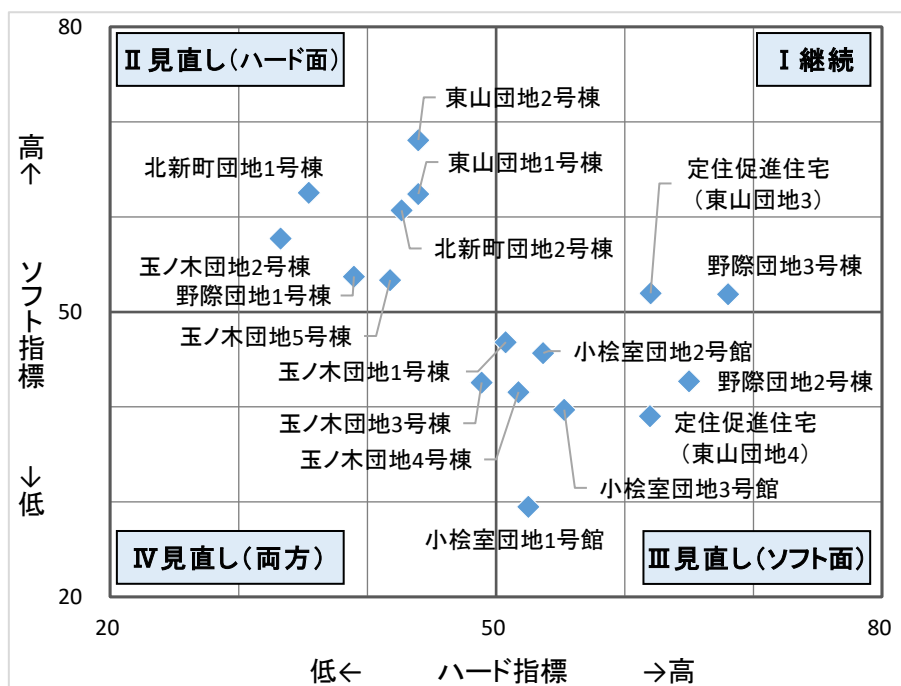 80
Ⅱ 見直し(ハード面)
Ⅰ 継続
東山団地2号棟
東山団地1号棟
北新町団地1号棟
定住促進住宅
(東山団地3)
北新町団地2号棟
玉ノ木団地2号棟
野際団地3号棟
野際団地1号棟
高↑
ソフト指標
↓低
50
玉ノ木団地5号棟
小桧室団地2号館
玉ノ木団地1号棟
野際団地2号棟
玉ノ木団地3号棟
定住促進住宅
(東山団地4)
玉ノ木団地4号棟
小桧室団地3号館
小桧室団地1号館
Ⅳ 見直し(両方)
Ⅲ 見直し(ソフト面)
20
20
50
80
低← ハード指標 →高